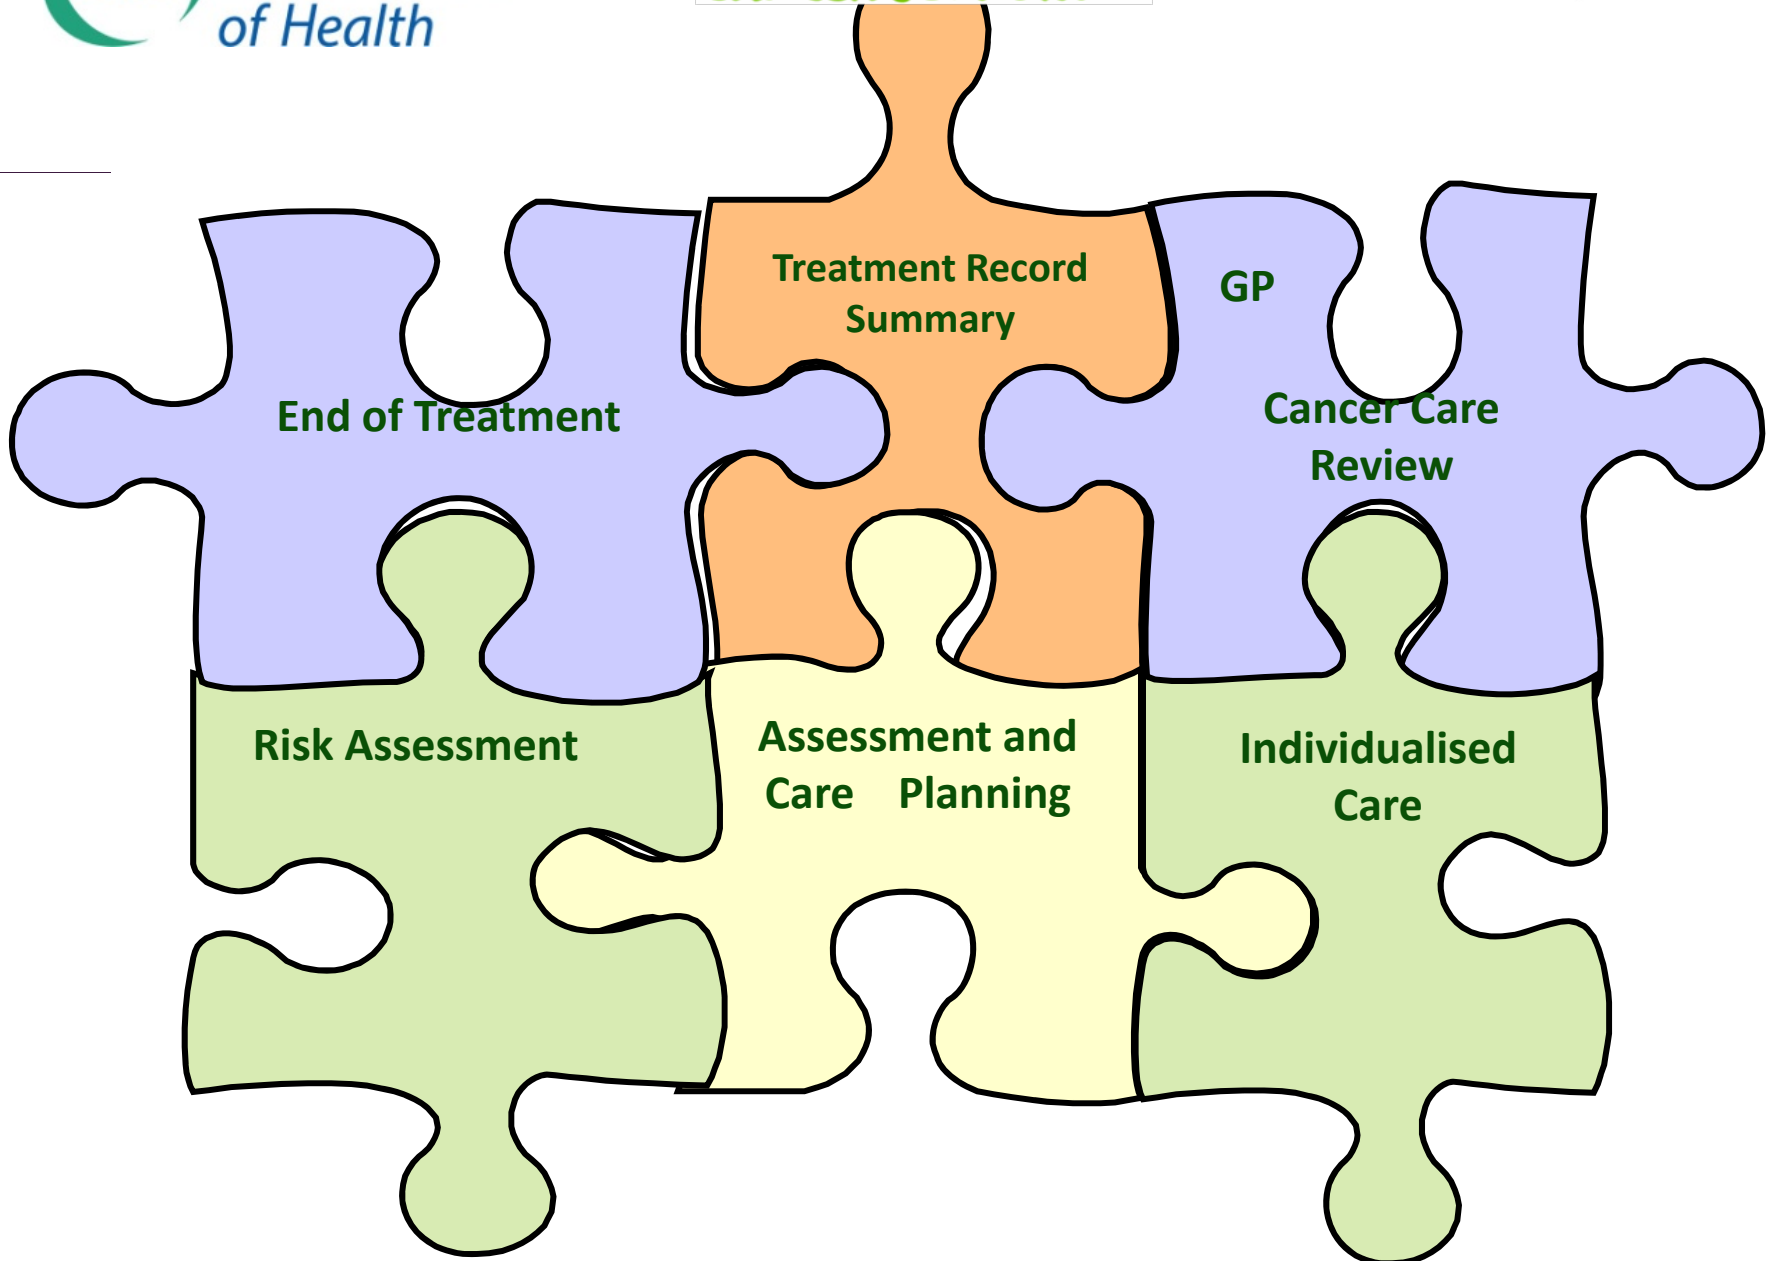 of Health
Treatment Record
Summary
GP
End of Treatment
Cancer Care
Review
Risk Assessment
Assessment and
Care Planning
Individualised
Care